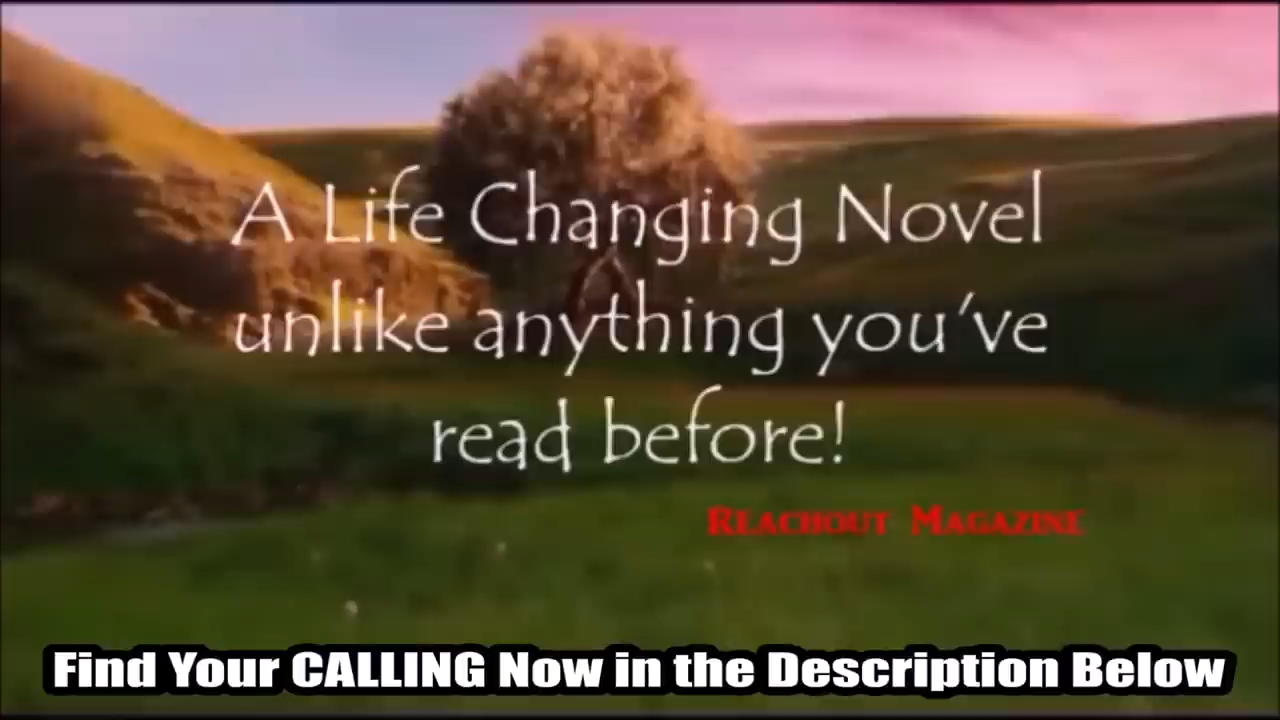 A Life Changing Novel
unlike anything you've
read before!
Reachout Magazine
Find Your CALLING Now in the Description Below